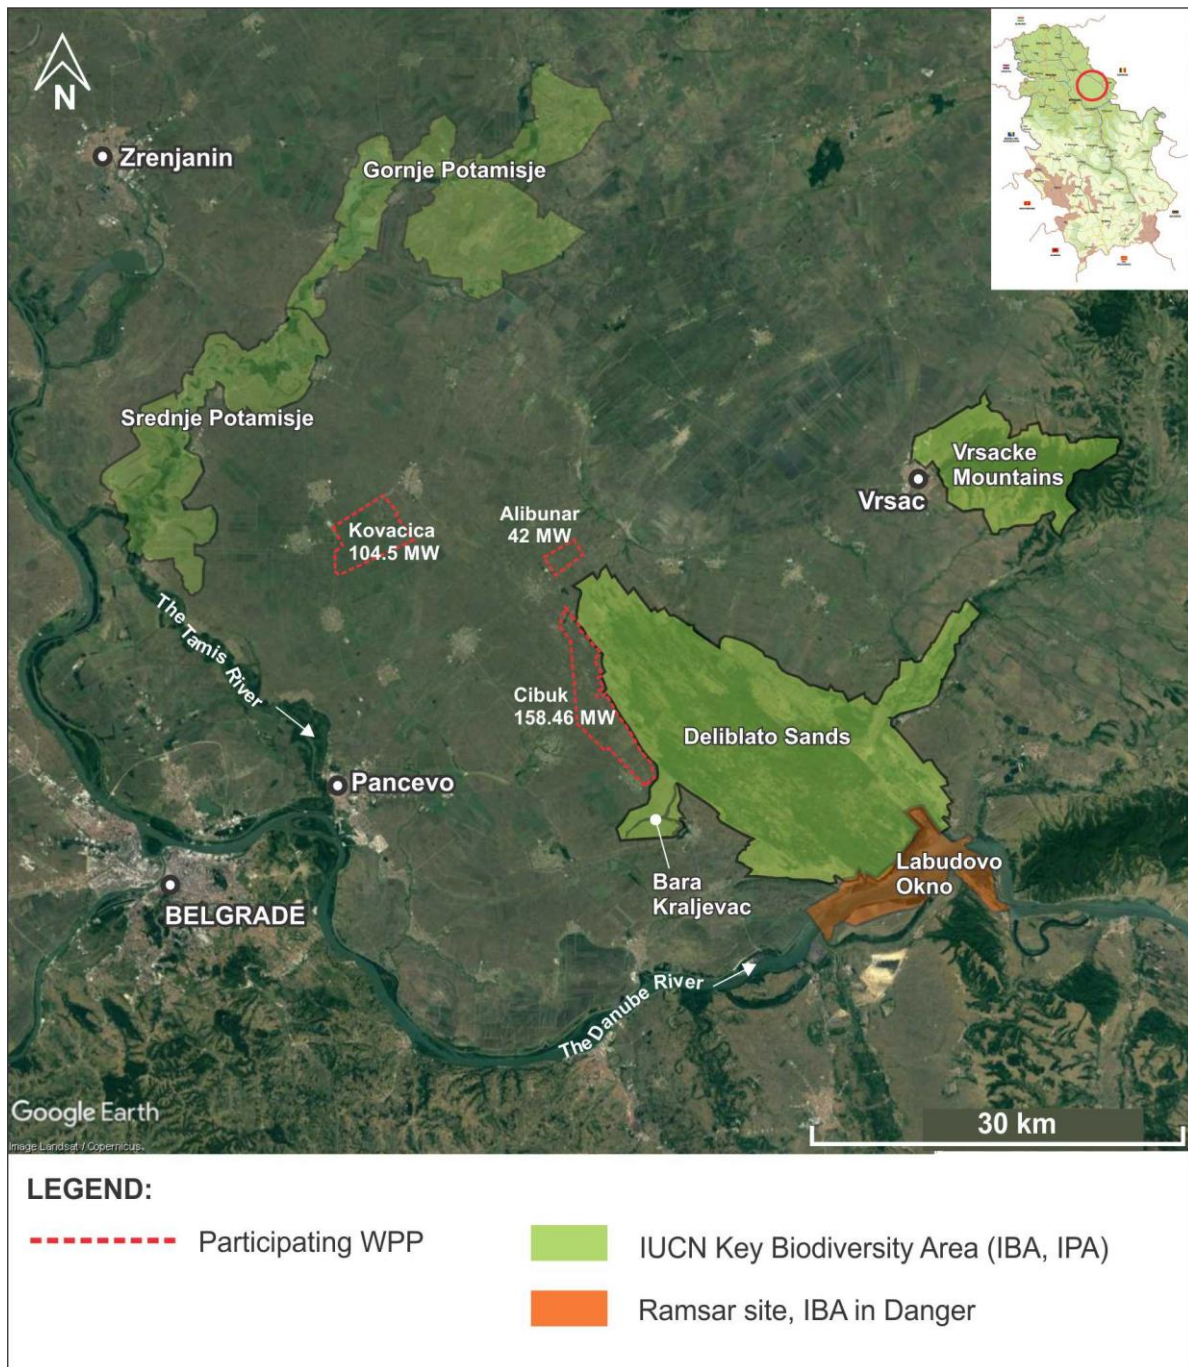 N
Zrenjanin
Gornje Potamisje
Srednje Potamisje
Vrsacke
Mountains
Vrsac
Kovacica
104.5 MW
Alibunar
42 MW
The Tamis River
Cibuk
158.46 MW
Deliblato Sands
Pancevo
Labudovo
Okno
Bara
Kraljevac
BELGRADE
The Danube River
Google Earth
Image Landsat / Copernicus
30 km
LEGEND:
Participating WPP
IUCN Key Biodiversity Area (IBA, IPA)
Ramsar site, IBA in Danger